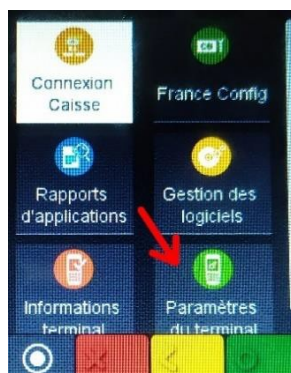 Connexion
Caisse
France Config
Rapports
d'applications
Gestion des
logiciels
Informations
terminal
Paramètres
du terminal